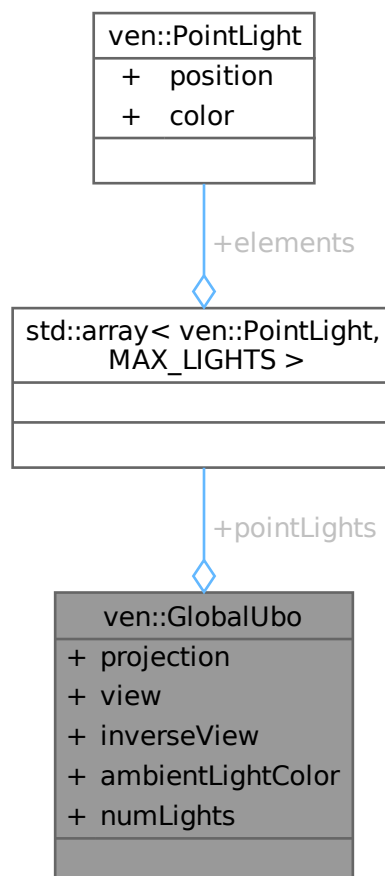 ven::PointLight
+ position
+ color
+elements
std::array< ven::PointLight,
MAX_LIGHTS >
+pointLights
ven::GlobalUbo
+ projection
+ view
+ inverseView
+ ambientLightColor
+ numLights